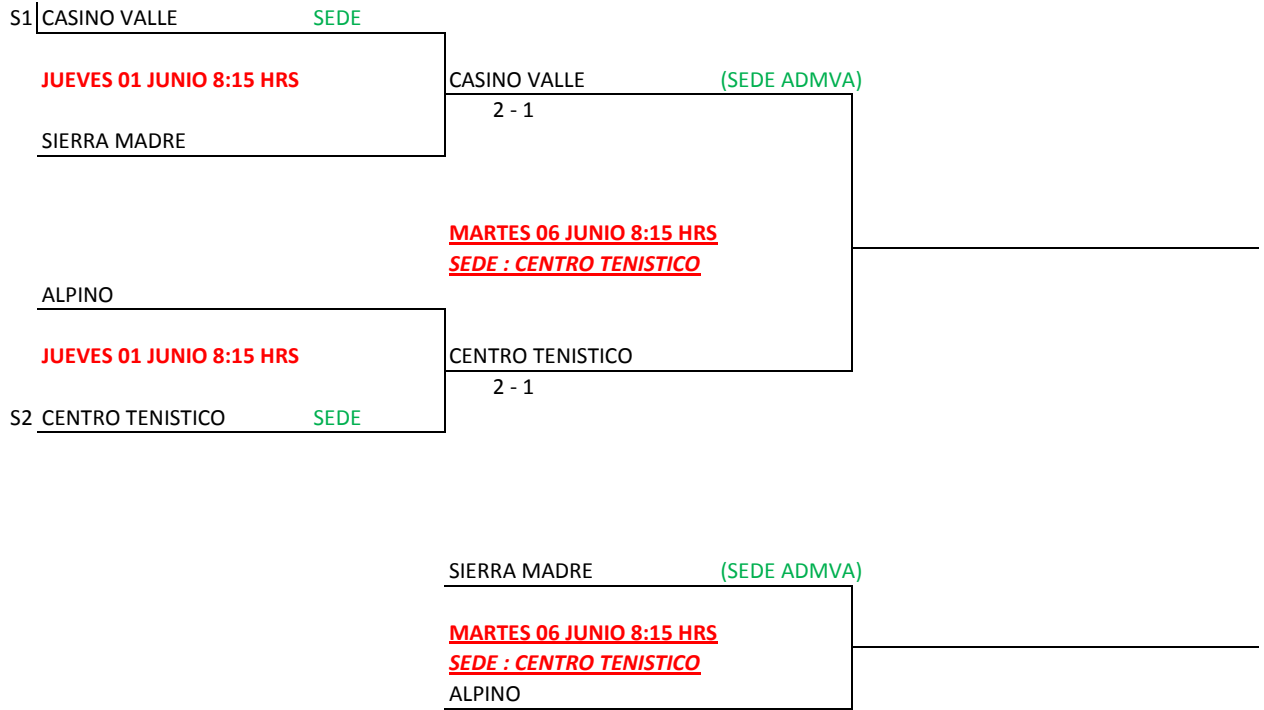 S1 CASINO VALLE SEDE
JUEVES 01 JUNIO 8:15 HRS
CASINO VALLE (SEDE ADMVA)
2 - 1
SIERRA MADRE
MARTES 06 JUNIO 8:15 HRS
SEDE : CENTRO TENISTICO
ALPINO
JUEVES 01 JUNIO 8:15 HRS
CENTRO TENISTICO
2 - 1
S2 CENTRO TENISTICO SEDE
SIERRA MADRE (SEDE ADMVA)
MARTES 06 JUNIO 8:15 HRS
SEDE : CENTRO TENISTICO
ALPINO